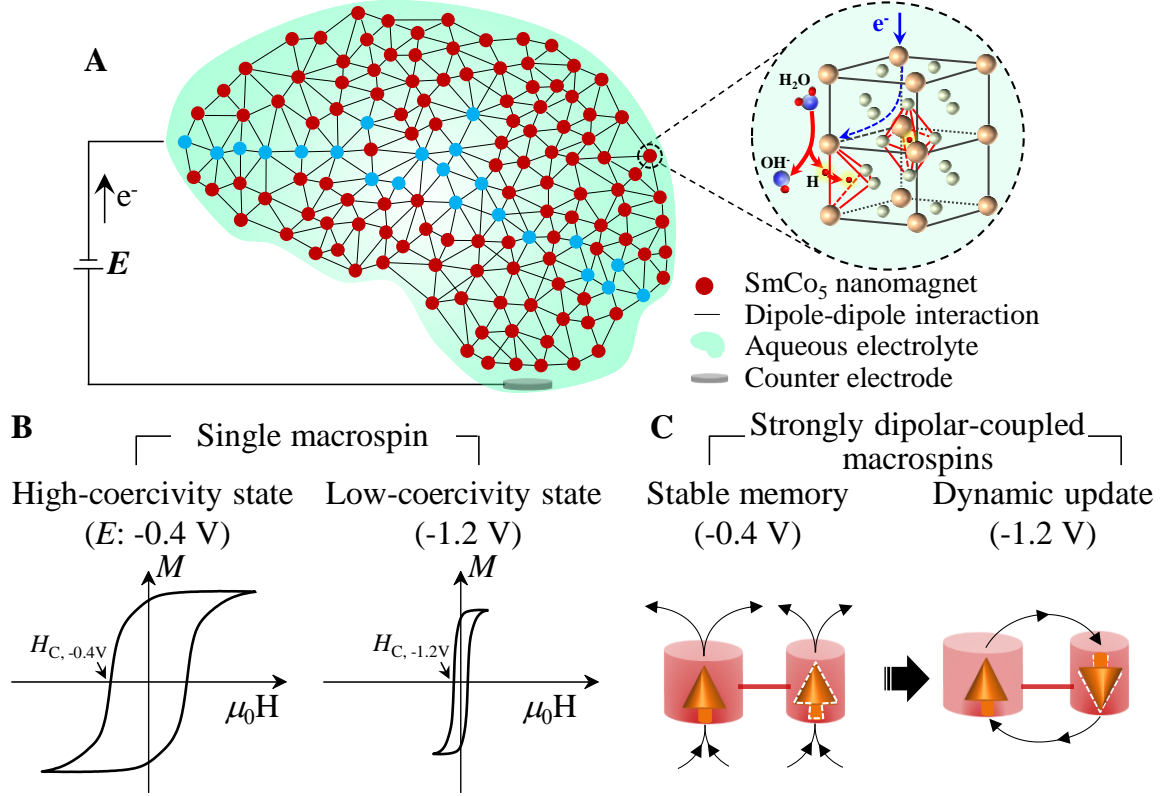 A
e-
E
e-
H2O
OH-
H
SmCo5 nanomagnet
Dipole-dipole interaction
Aqueous electrolyte
Counter electrode
B
Single macrospin
High-coercivity state
(E: -0.4 V)
Low-coercivity state
(-1.2 V)
M
HC, -0.4V
μ0H
M
HC, -1.2V
μ0H
C
Strongly dipolar-coupled
macrospins
Stable memory
(-0.4 V)
Dynamic update
(-1.2 V)